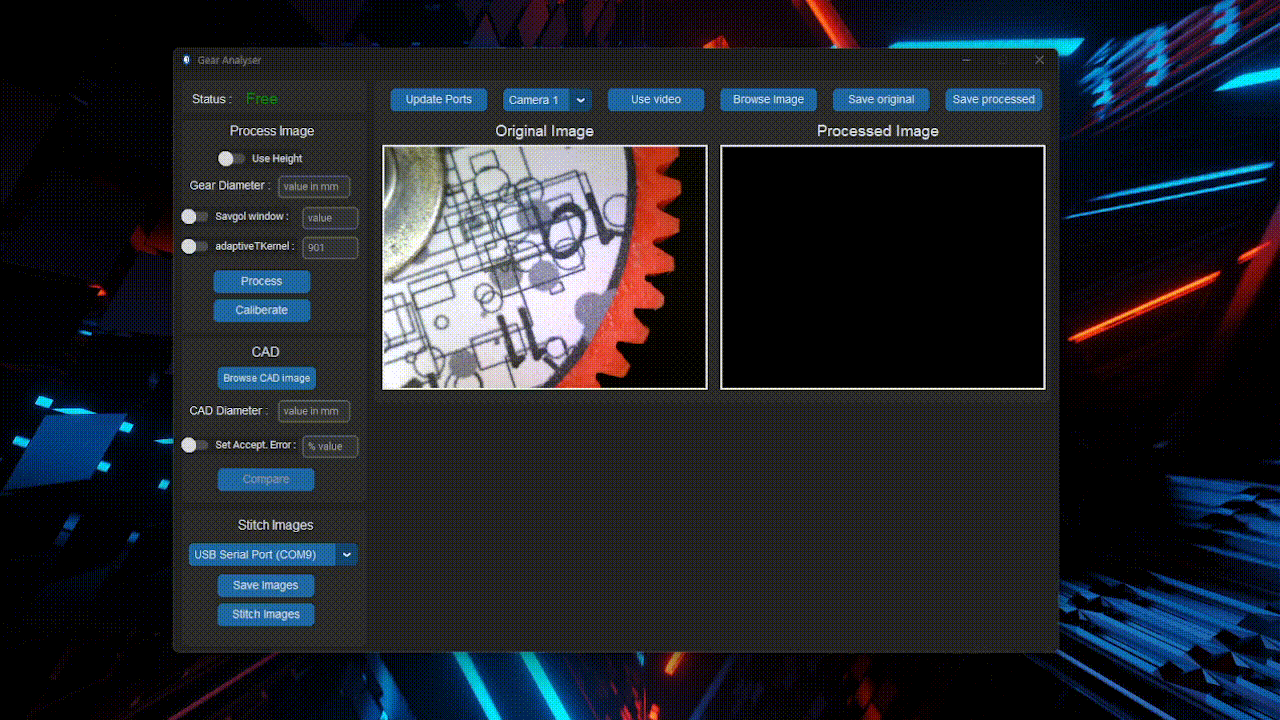 Gear Analyser
Status : Free
Update Ports Camera 1 Use video Browse Image Save original Save processed
Process Image
Original Image Processed Image
Use Height
Gear Diameter : value in mm
Savgol window : value
adaptiveTKernel : 901
Process
Caliberate
CAD
Browse CAD image
CAD Diameter : value in mm
Set Accept. Error : % value
Compare
Stitch Images
USB Serial Port (COM9)
Save Images
Stitch Images